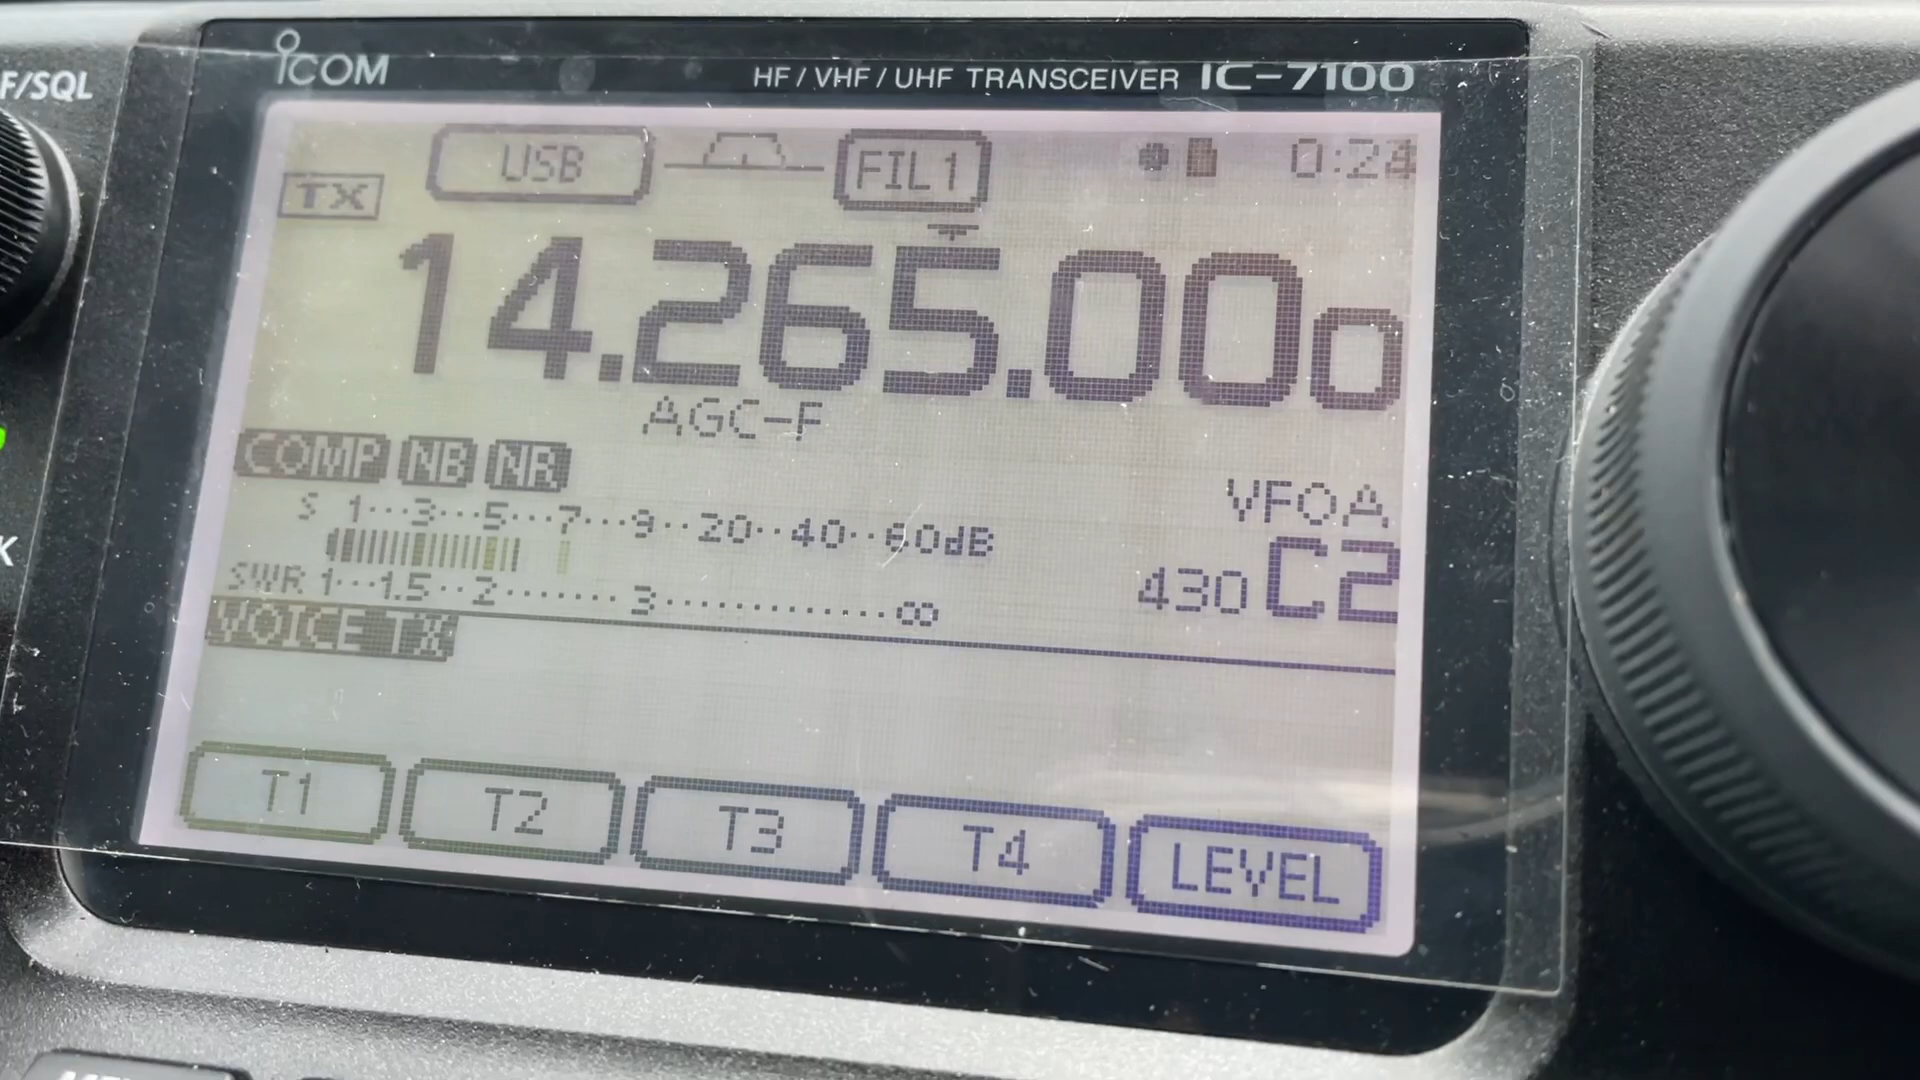 F/SQL
ICOM
HF / VHF / UHF TRANSCEIVER IC-7100
USB FIL1 0:24
TX
14.265.000
AGC-F
COMP NB NR
S 1···3···5···7···9··20··40··60dB
VFOA
SWR 1···1.5··2·······3·············∞
430 C2
VOICE TX
T1 T2 T3 T4 LEVEL
K